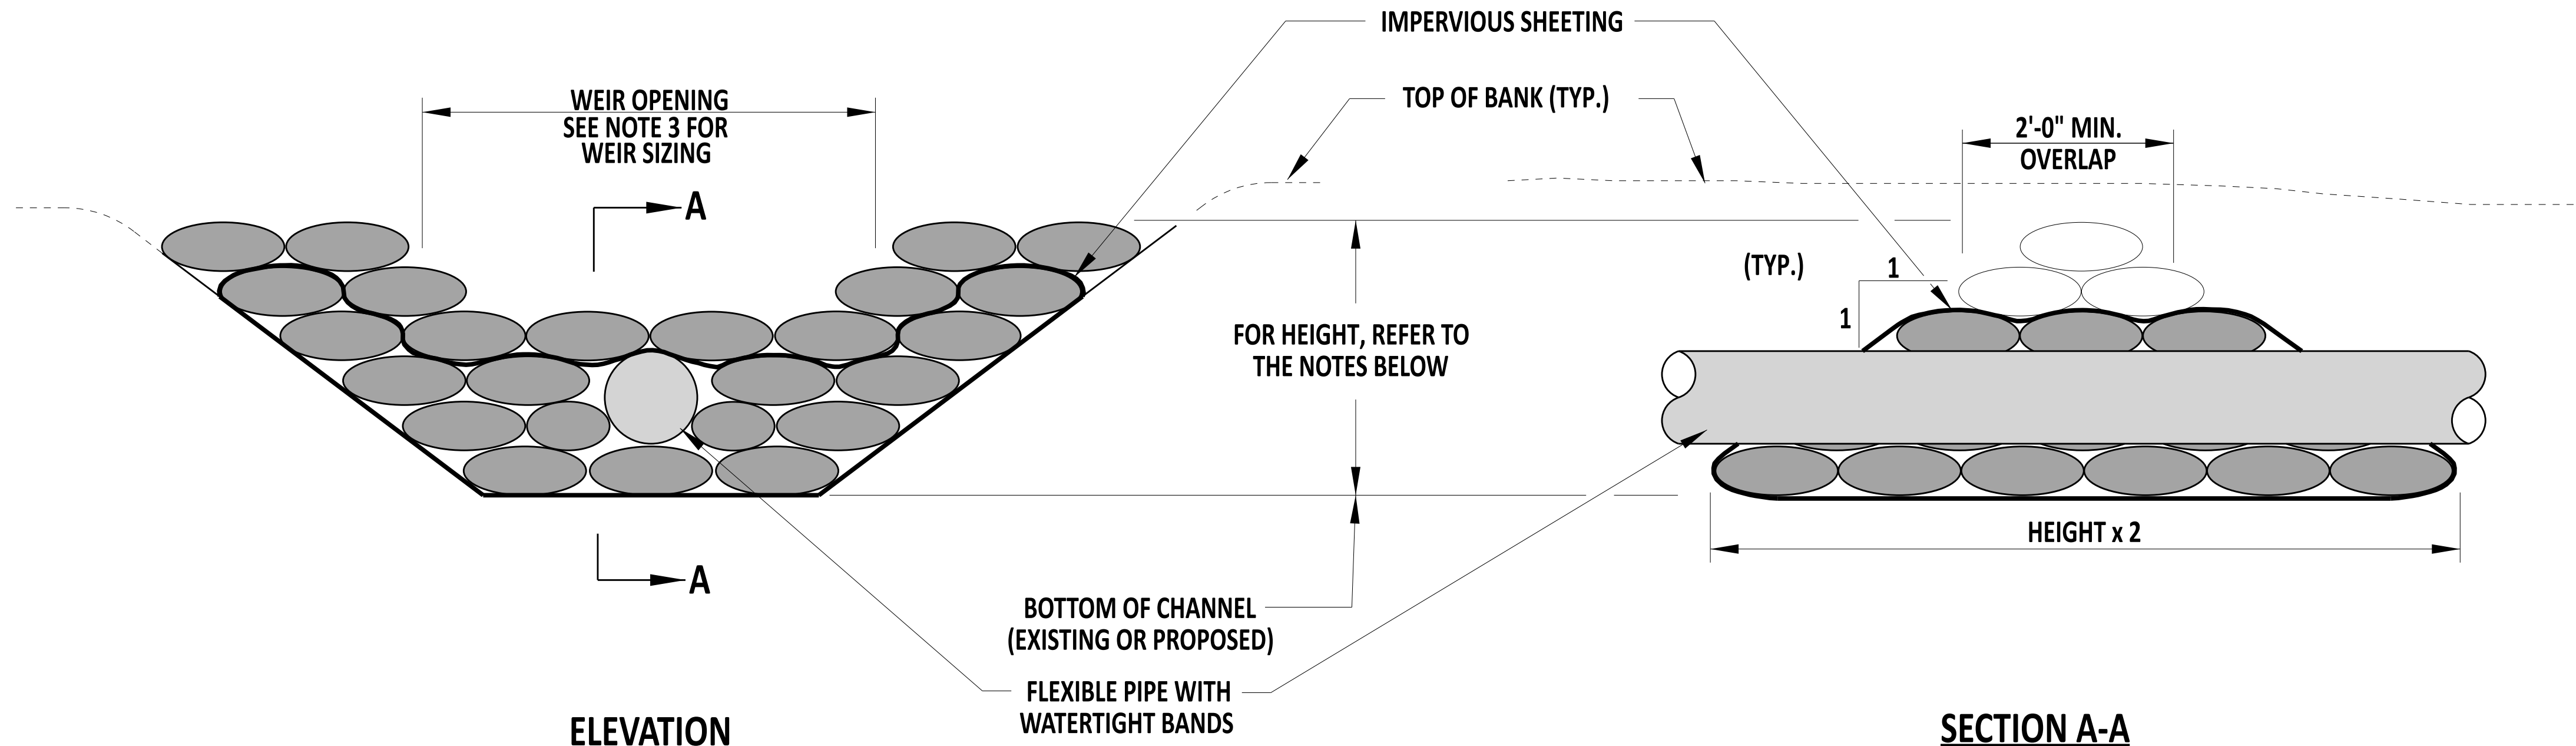 IMPERVIOUS SHEETING
WEIR OPENING
SEE NOTE 3 FOR
WEIR SIZING
TOP OF BANK (TYP.)
2'-0" MIN.
OVERLAP
A
(TYP.)
1
1
FOR HEIGHT, REFER TO
THE NOTES BELOW
HEIGHT x 2
A
BOTTOM OF CHANNEL
(EXISTING OR PROPOSED)
FLEXIBLE PIPE WITH
WATERTIGHT BANDS
ELEVATION
SECTION A-A